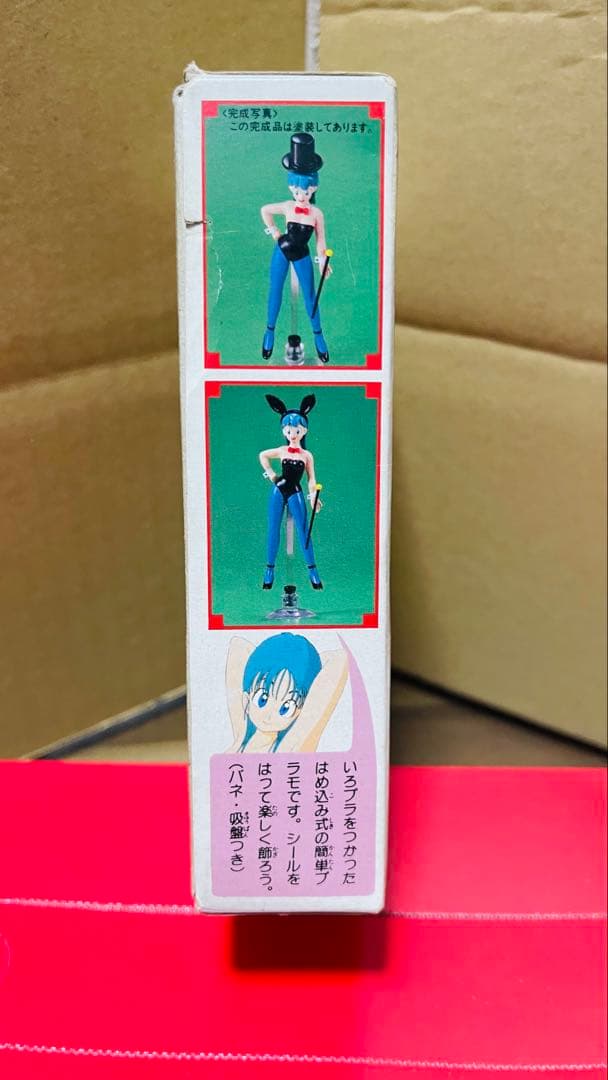 〈完成写真〉
この完成品は塗装してあります。
いろプラをつかった
はめ込み式の簡単プ
ラモです。シールを
はって楽しく飾ろう。
（バネ・吸盤つき）